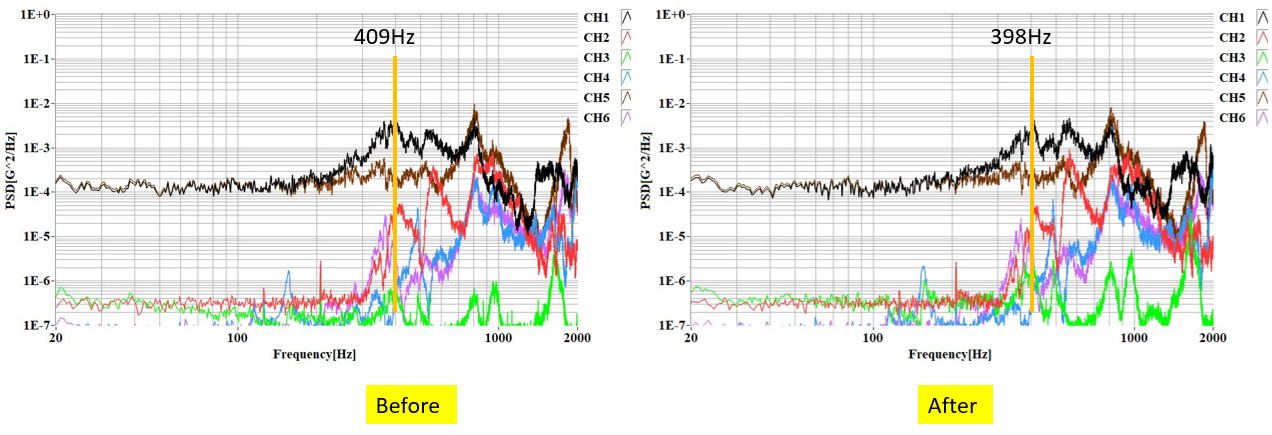 1E+0
1E-1
1E-2
1E-3
1E-4
1E-5
1E-6
1E-7
PSD[G^2/Hz]
20
100
1000
2000
Frequency[Hz]
409Hz
CH1
CH2
CH3
CH4
CH5
CH6
Before
1E+0
1E-1
1E-2
1E-3
1E-4
1E-5
1E-6
1E-7
PSD[G^2/Hz]
20
100
1000
2000
Frequency[Hz]
398Hz
CH1
CH2
CH3
CH4
CH5
CH6
After